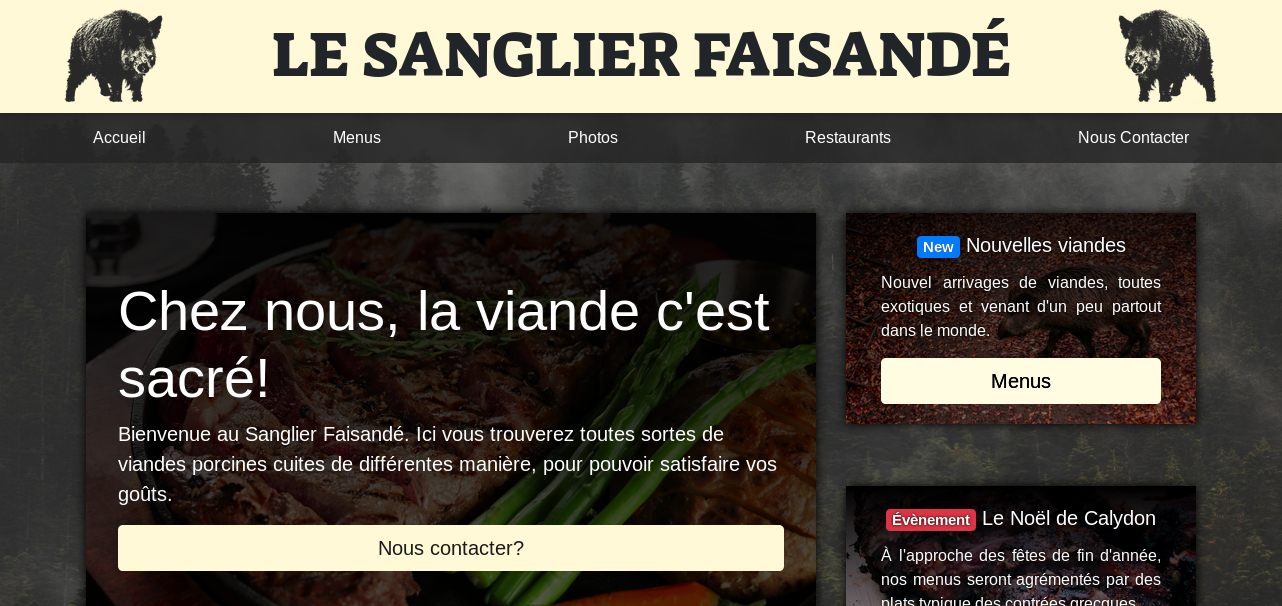 LE SANGLIER FAISANDÉ
Accueil
Menus
Photos
Restaurants
Nous Contacter
Chez nous, la viande c'est
sacré!
Bienvenue au Sanglier Faisandé. Ici vous trouverez toutes sortes de
viandes porcines cuites de différentes manière, pour pouvoir satisfaire vos
goûts.
Nous contacter?
New Nouvelles viandes
Nouvel arrivages de viandes, toutes
exotiques et venant d'un peu partout
dans le monde.
Menus
Évènement Le Noël de Calydon
À l'approche des fêtes de fin d'année,
nos menus seront agrémentés par des
plats typique des contrées grecques